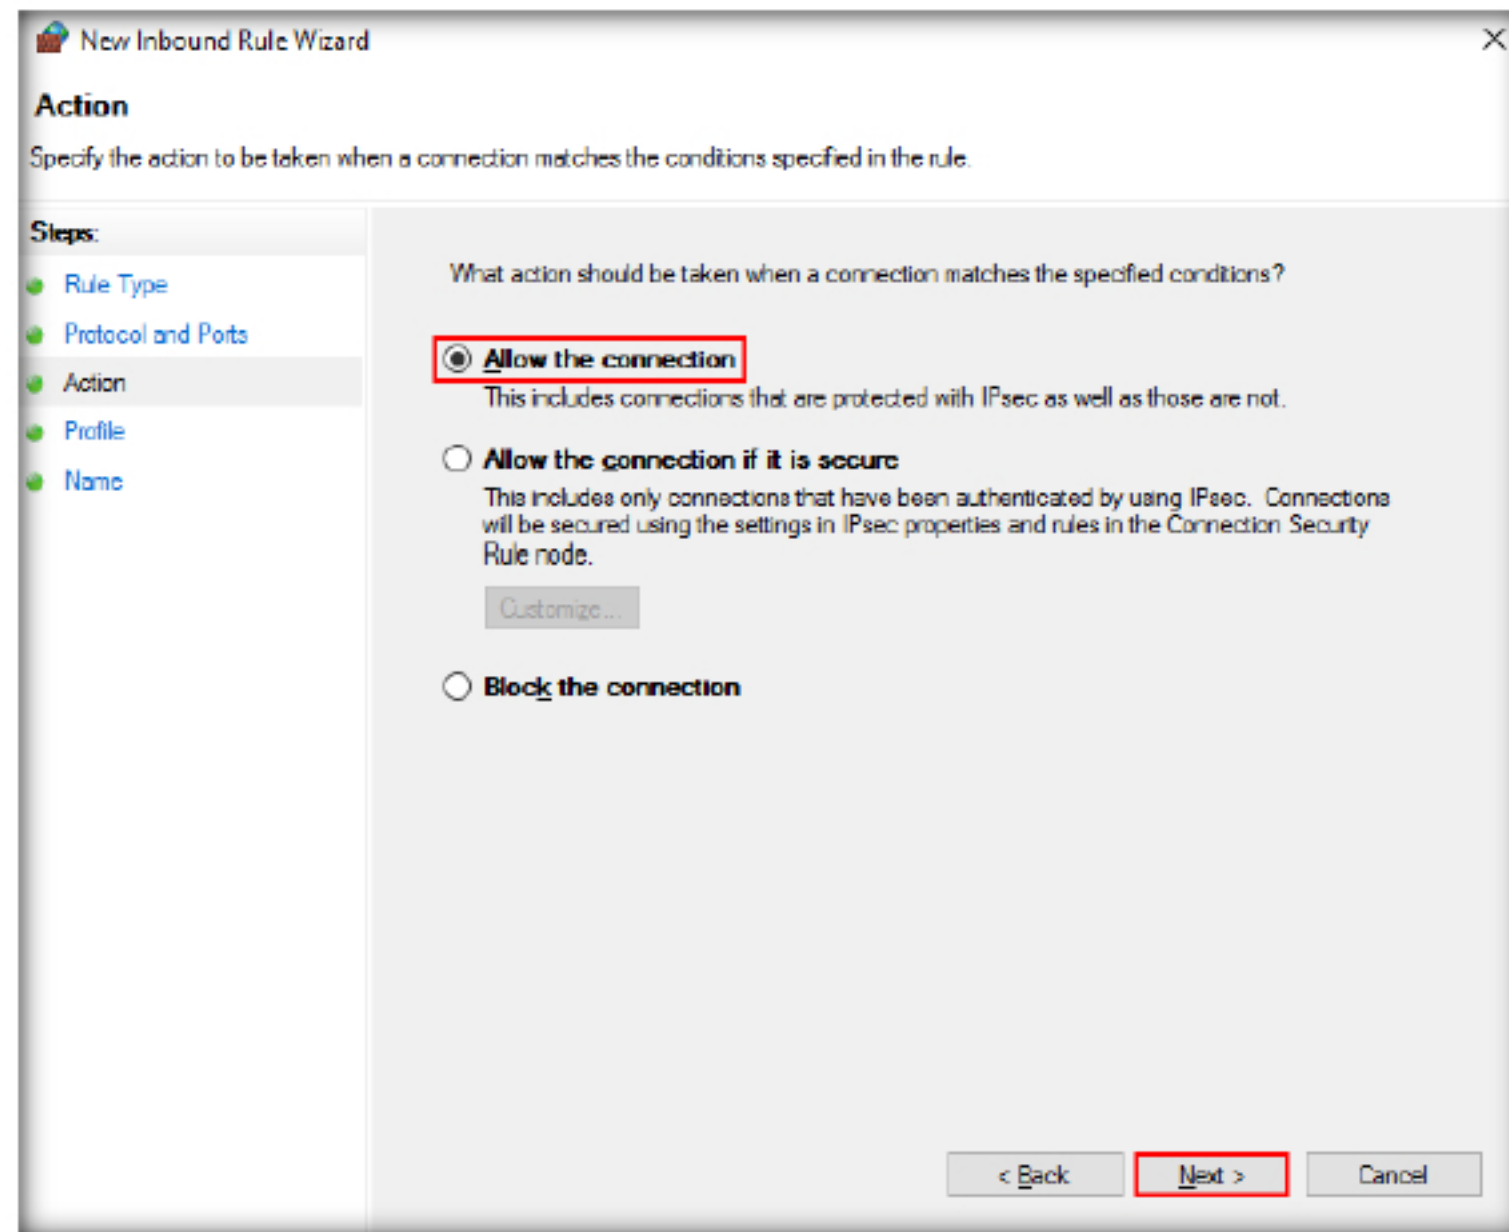 New Inbound Rule Wizard
Action
Specify the action to be taken when a connection matches the conditions specified in the rule.
Steps:
Rule Type
Protocol and Ports
Action
Profile
Name
What action should be taken when a connection matches the specified conditions?
Allow the connection
This includes connections that are protected with IPsec as well as those are not.
Allow the connection if it is secure
This includes only connections that have been authenticated by using IPsec. Connections
will be secured using the settings in IPsec properties and rules in the Connection Security
Rule node.
Customize...
Block the connection
< Back
Next >
Cancel